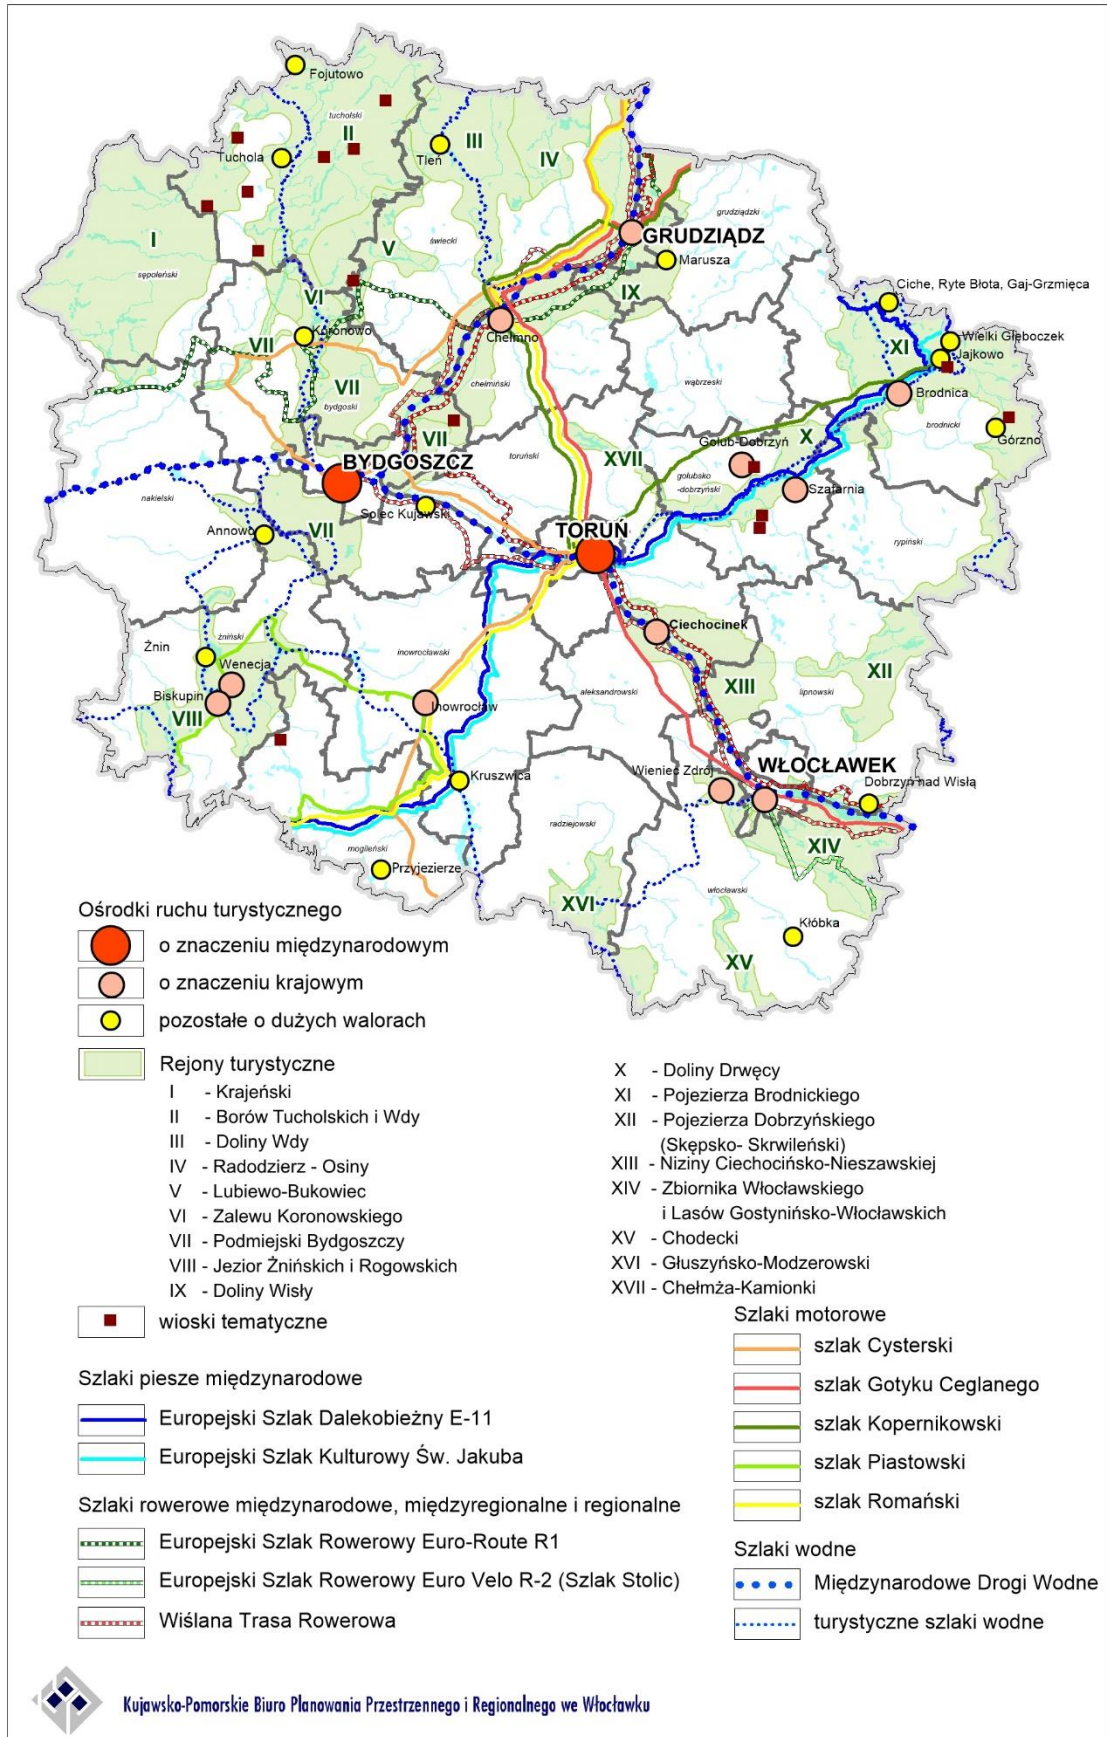 Fojutowo
tucholski
II
III
Tuchola
Tleń
IV
grudziądzki
I
sępoleński
V
świecki
GRUDZIĄDZ
Marusza
IX
Ciche, Ryte Błota, Gaj-Grzmięca
VI
Koronowo
Chełmno
Wielki Głęboczek
XI
Jajkowo
VII
VII
chełmiński
wąbrzeski
Brodnica
bydgoski
brodnicki
VII
X
Górzno
BYDGOSZCZ
toruński
XVII
Golub-Dobrzyń
golubsko
-dobrzyński
Szafarnia
nakielski
Solec Kujawski
Annowo
VII
TORUŃ
rypiński
Żnin
żniński
Ciechocinek
Wenecja
inowrocławski
XII
Biskupin
VIII
Inowrocław
aleksandrowski
XIII
lipnowski
WŁOCŁAWEK
Wieniec Zdrój
Dobrzyń nad Wisłą
Kruszwica
radziejowski
mogileński
XIV
Przyjezierze
włocławski
XVI
Kłóbka
XV
Ośrodki ruchu turystycznego
o znaczeniu międzynarodowym
o znaczeniu krajowym
pozostałe o dużych walorach
Rejony turystyczne
I - Krajeński
II - Borów Tucholskich i Wdy
III - Doliny Wdy
IV - Radodzierz - Osiny
V - Lubiewo-Bukowiec
VI - Zalewu Koronowskiego
VII - Podmiejski Bydgoszczy
VIII - Jezior Żnińskich i Rogowskich
IX - Doliny Wisły
X - Doliny Drwęcy
XI - Pojezierza Brodnickiego
XII - Pojezierza Dobrzyńskiego
(Skępsko- Skrwileński)
XIII - Niziny Ciechocińsko-Nieszawskiej
XIV - Zbiornika Włocławskiego
i Lasów Gostynińsko-Włocławskich
XV - Chodecki
XVI - Głuszyńsko-Modzerowski
XVII - Chełmża-Kamionki
wioski tematyczne
Szlaki piesze międzynarodowe
Europejski Szlak Dalekobieżny E-11
Europejski Szlak Kulturowy Św. Jakuba
Szlaki rowerowe międzynarodowe, międzyregionalne i regionalne
Europejski Szlak Rowerowy Euro-Route R1
Europejski Szlak Rowerowy Euro Velo R-2 (Szlak Stolic)
Wiślana Trasa Rowerowa
Szlaki motorowe
szlak Cysterski
szlak Gotyku Ceglanego
szlak Kopernikowski
szlak Piastowski
szlak Romański
Szlaki wodne
Międzynarodowe Drogi Wodne
turystyczne szlaki wodne
Kujawsko-Pomorskie Biuro Planowania Przestrzennego i Regionalnego we Włocławku